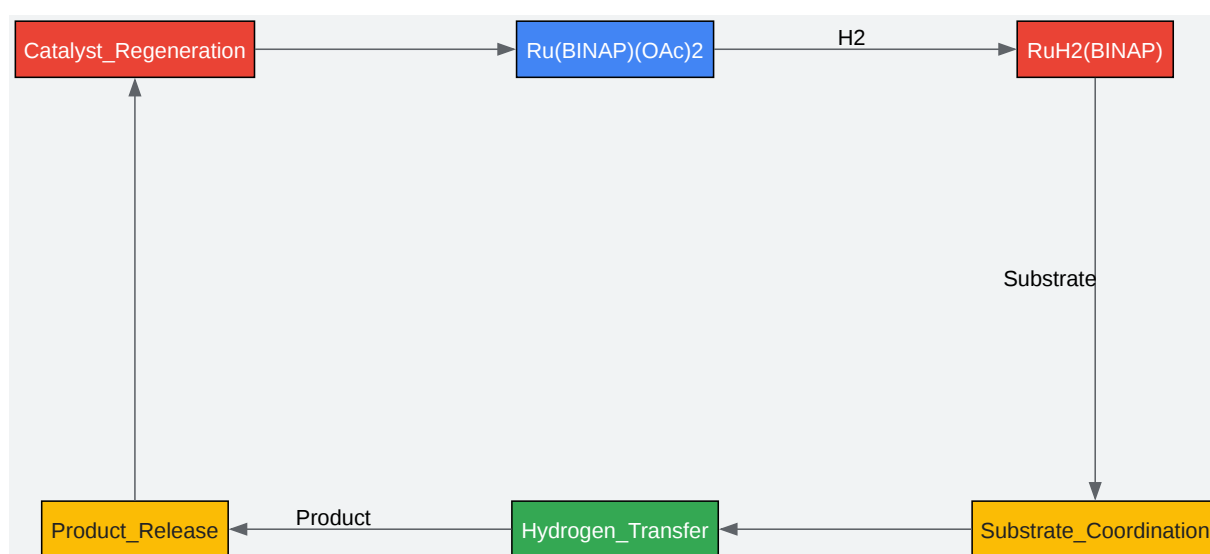 Catalyst_Regeneration
Ru(BINAP)(OAc)2
H2
RuH2(BINAP)
Substrate
Product_Release
Product
Hydrogen_Transfer
Substrate_Coordination